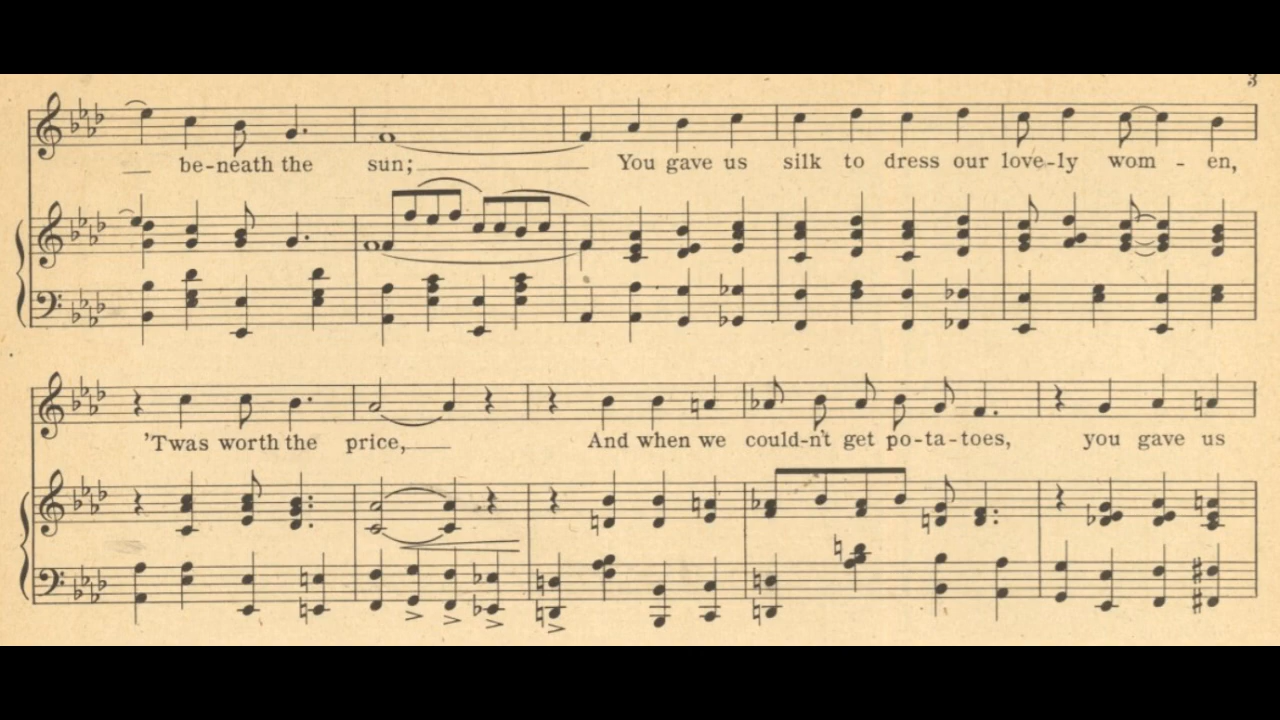 3
be-neath the sun; You gave us silk to dress our love-ly wom - en,
'Twas worth the price, And when we could-n't get po-ta-toes, you gave us